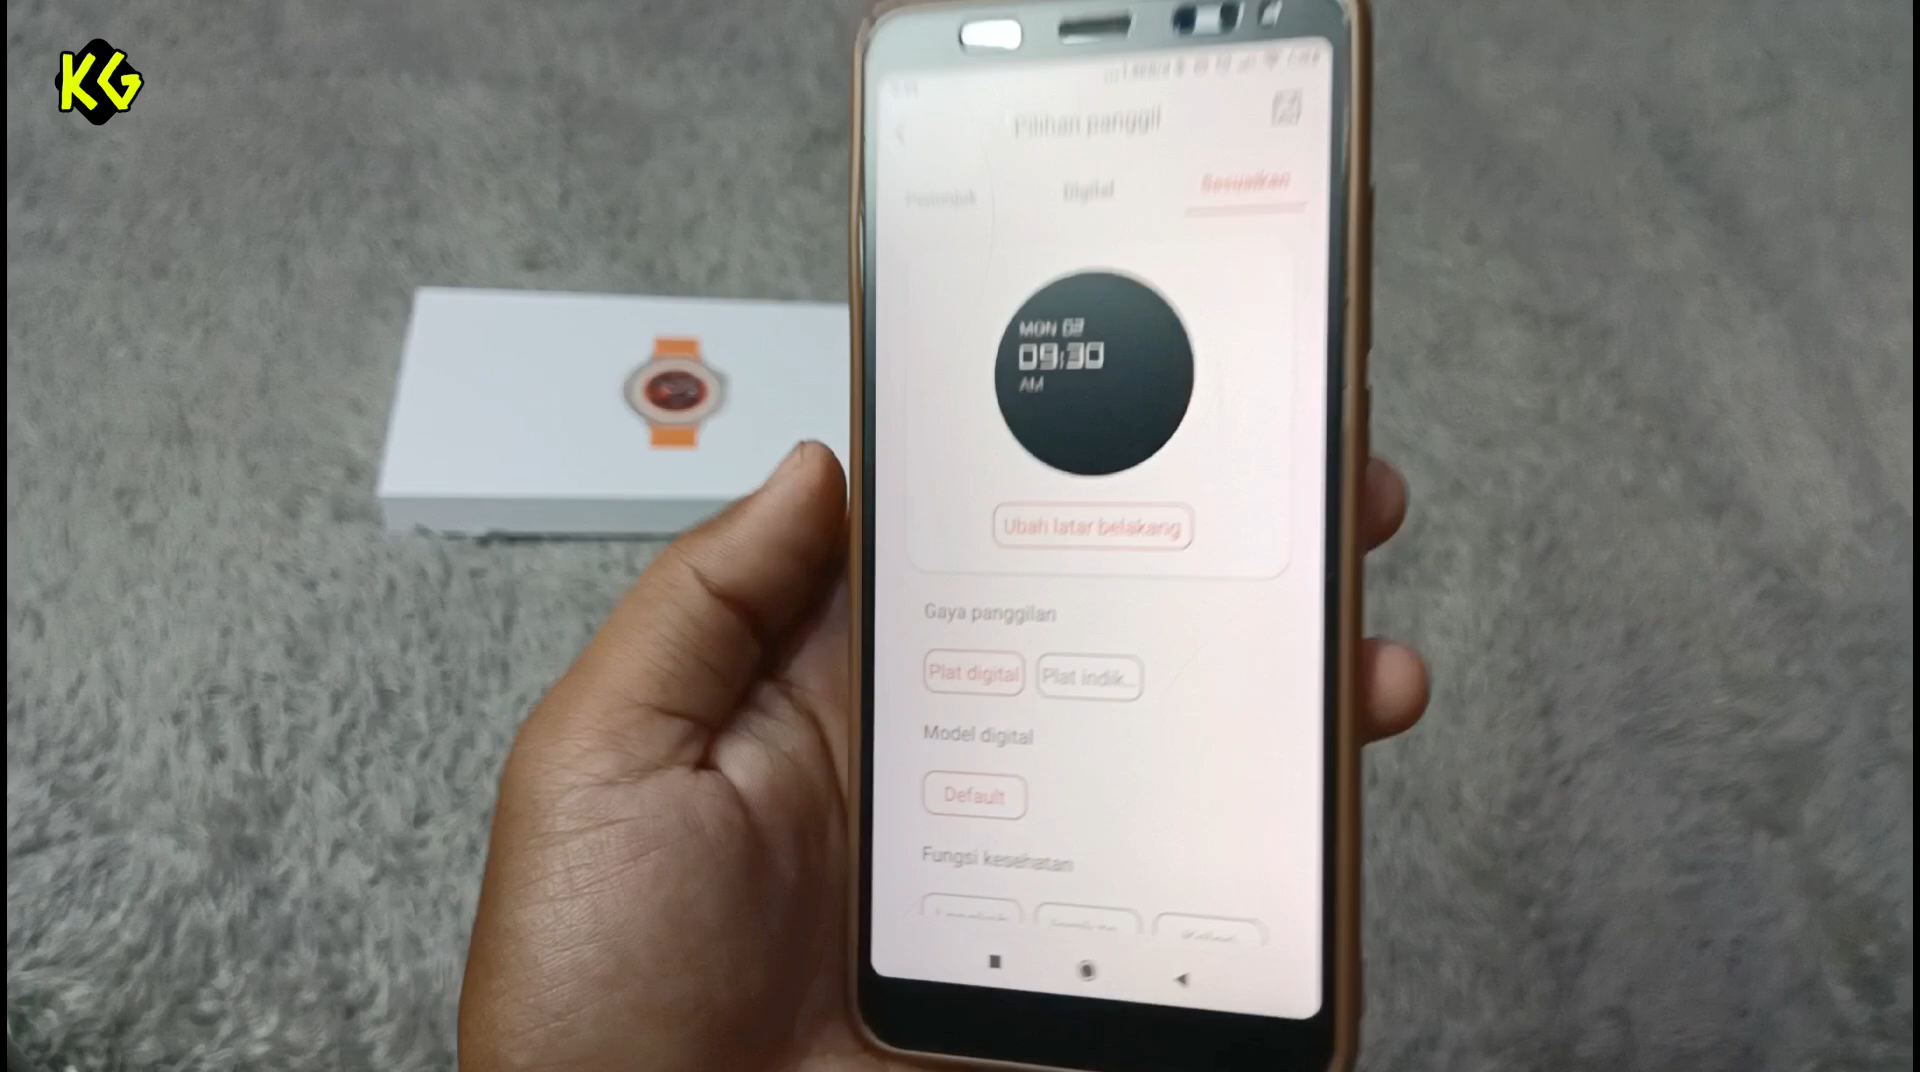 KG
Pilihan panggil
Petunjuk Digital Sesuaikan
MON 03
09:30
AM
Ubah latar belakang
Gaya panggilan
Plat digital Plat indik...
Model digital
Default
Fungsi kesehatan